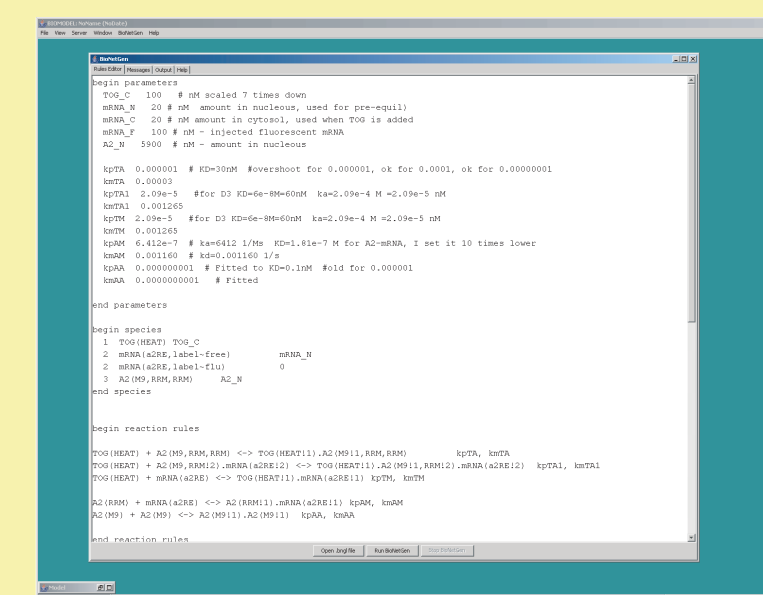 BIOMODEL: NoName (NoDate)
File View Server Window BioNetGen Help
BioNetGen
Rules Editor Messages Output Help
begin parameters
TOG_C 100 # nM scaled 7 times down
mRNA_N 20 # nM amount in nucleous, used for pre-equil)
mRNA_C 20 # nM amount in cytosol, used when TOG is added
mRNA_F 100 # nM - injected fluorescent mRNA
A2_N 5900 # nM - amount in nucleous
kpTA 0.000001 # KD=30nM #overshoot for 0.000001, ok for 0.0001, ok for 0.00000001
kmTA 0.00003
kpTA1 2.09e-5 #for D3 KD=6e-8M=60nM ka=2.09e-4 M =2.09e-5 nM
kmTA1 0.001265
kpTM 2.09e-5 #for D3 KD=6e-8M=60nM ka=2.09e-4 M =2.09e-5 nM
kmTM 0.001265
kpAM 6.412e-7 # ka=6412 1/Ms KD=1.81e-7 M for A2-mRNA, I set it 10 times lower
kmAM 0.001160 # kd=0.001160 1/s
kpAA 0.000000001 # Fitted to KD=0.1nM #old for 0.000001
kmAA 0.0000000001 # Fitted
end parameters
begin species
1 TOG(HEAT) TOG_C
2 mRNA(a2RE,label~free) mRNA_N
2 mRNA(a2RE,label~flu) 0
3 A2(M9,RRM,RRM) A2_N
end species
begin reaction rules
TOG(HEAT) + A2(M9,RRM,RRM) <-> TOG(HEAT!1).A2(M9!1,RRM,RRM) kpTA, kmTA
TOG(HEAT) + A2(M9,RRM!2).mRNA(a2RE!2) <-> TOG(HEAT!1).A2(M9!1,RRM!2).mRNA(a2RE!2) kpTA1, kmTA1
TOG(HEAT) + mRNA(a2RE) <-> TOG(HEAT!1).mRNA(a2RE!1) kpTM, kmTM
A2(RRM) + mRNA(a2RE) <-> A2(RRM!1).mRNA(a2RE!1) kpAM, kmAM
A2(M9) + A2(M9) <-> A2(M9!1).A2(M9!1) kpAA, kmAA
end reaction rules
Open .bngl file Run BioNetGen Stop BioNetGen
Model